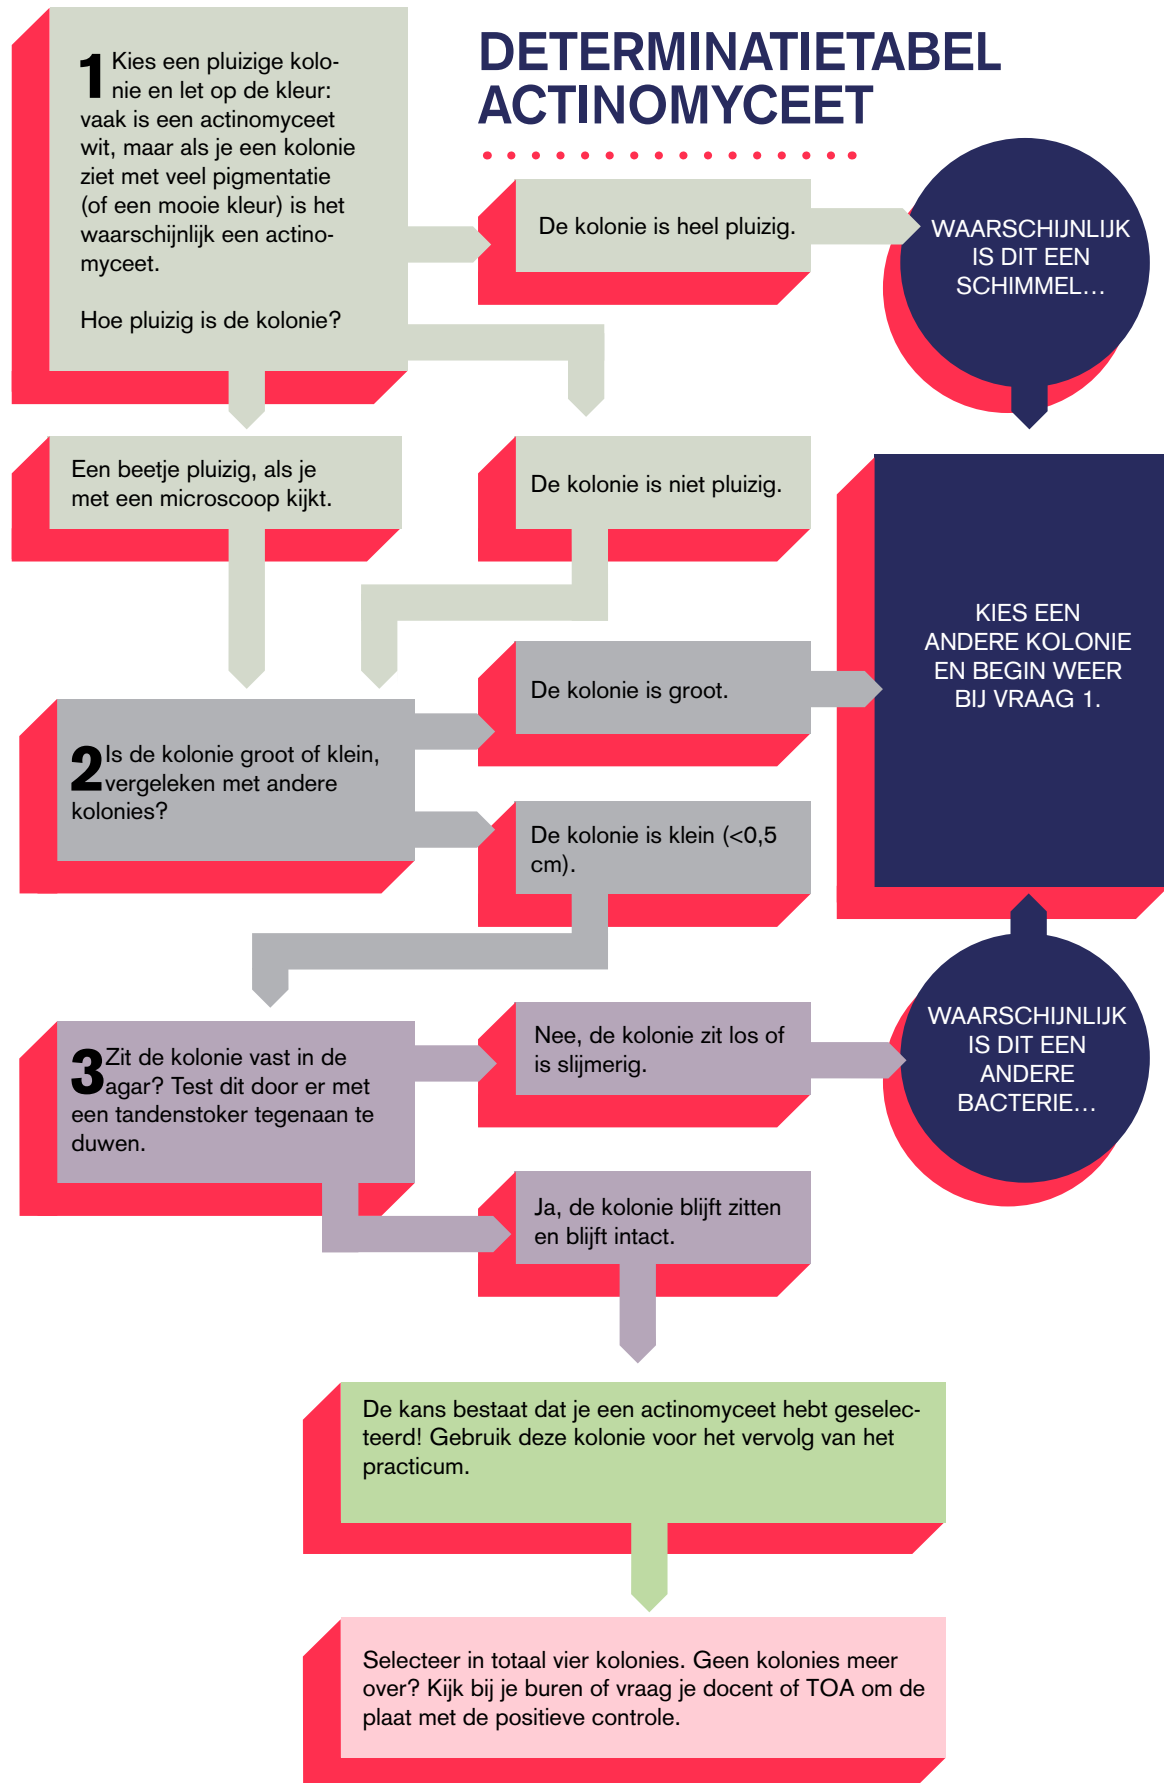 DETERMINATIETABEL
ACTINOMYCEET
1 Kies een pluizige kolo-
nie en let op de kleur:
vaak is een actinomyceet
wit, maar als je een kolonie
ziet met veel pigmentatie
(of een mooie kleur) is het
waarschijnlijk een actino-
myceet.
Hoe pluizig is de kolonie?
De kolonie is heel pluizig.
WAARSCHIJNLIJK
IS DIT EEN
SCHIMMEL...
Een beetje pluizig, als je
met een microscoop kijkt.
De kolonie is niet pluizig.
KIES EEN
ANDERE KOLONIE
EN BEGIN WEER
BIJ VRAAG 1.
2 Is de kolonie groot of klein,
vergeleken met andere
kolonies?
De kolonie is groot.
De kolonie is klein (<0,5
cm).
3 Zit de kolonie vast in de
agar? Test dit door er met
een tandenstoker tegenaan te
duwen.
Nee, de kolonie zit los of
is slijmerig.
WAARSCHIJNLIJK
IS DIT EEN
ANDERE
BACTERIE...
Ja, de kolonie blijft zitten
en blijft intact.
De kans bestaat dat je een actinomyceet hebt geselec-
teerd! Gebruik deze kolonie voor het vervolg van het
practicum.
Selecteer in totaal vier kolonies. Geen kolonies meer
over? Kijk bij je buren of vraag je docent of TOA om de
plaat met de positieve controle.